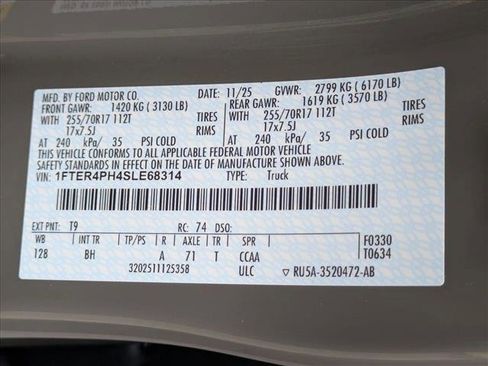 MFD. BY FORD MOTOR CO. DATE: 11/25 GVWR: 2799 KG (6170 LB)
FRONT GAWR: 1420 KG (3130 LB) REAR GAWR: 1619 KG (3570 LB)
WITH 255/70R17 112T TIRES WITH 255/70R17 112T TIRES
17x7.5J RIMS 17x7.5J RIMS
AT 240 kPa/ 35 PSI COLD AT 240 kPa/ 35 PSI COLD
THIS VEHICLE CONFORMS TO ALL APPLICABLE FEDERAL MOTOR VEHICLE
SAFETY STANDARDS IN EFFECT ON THE DATE OF MANUFACTURE SHOWN ABOVE.
VIN: 1FTER4PH4SLE68314 TYPE: Truck
EXT PNT: T9 RC: 74 DSO:
WB INT TR TP/PS R AXLE TR SPR F0330
128 BH A 71 T CCAA T0634
3202511125358 ULC ▽ RU5A-3520472-AB